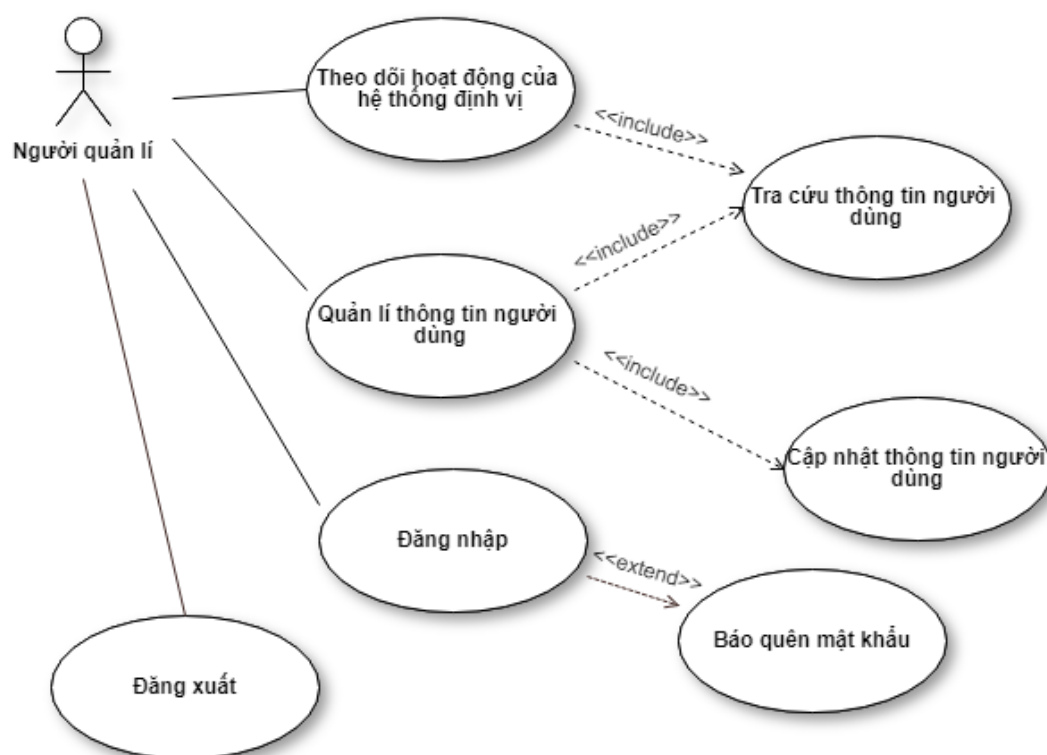 Người quản lí
Theo dõi hoạt động của
hệ thống định vị
<<include>>
Tra cứu thông tin người
dùng
<<include>>
Quản lí thông tin người
dùng
<<include>>
Cập nhật thông tin người
dùng
Đăng nhập
<<extend>>
Báo quên mật khẩu
Đăng xuất